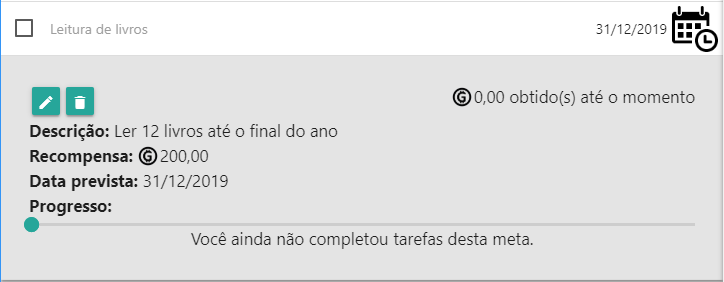 Leitura de livros 31/12/2019
G 0,00 obtido(s) até o momento
Descrição: Ler 12 livros até o final do ano
Recompensa: G 200,00
Data prevista: 31/12/2019
Progresso:
Você ainda não completou tarefas desta meta.